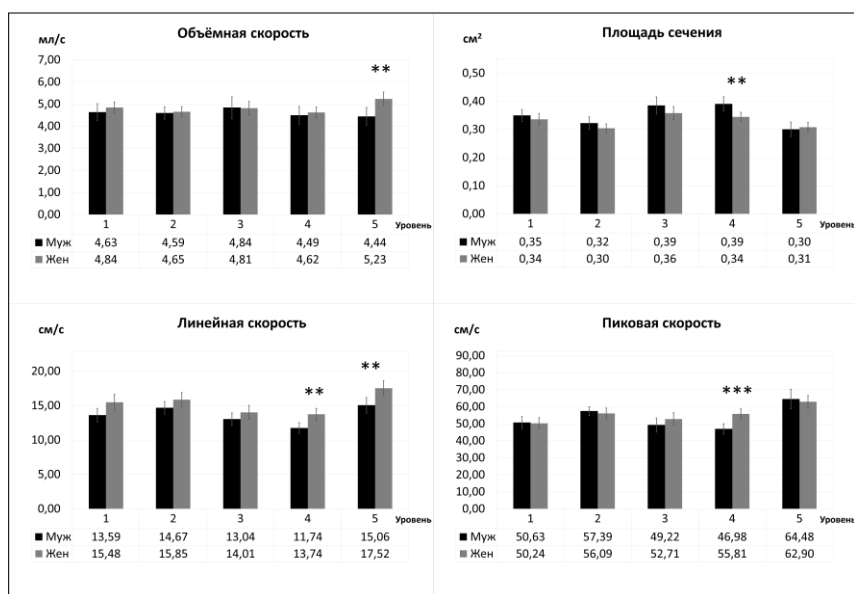 Объёмная скорость
мл/с
7,00
6,00
5,00
4,00
3,00
2,00
1,00
0,00
**
1 2 3 4 5 Уровень
Муж 4,63 4,59 4,84 4,49 4,44
Жен 4,84 4,65 4,81 4,62 5,23
Площадь сечения
см²
0,50
0,40
0,30
0,20
0,10
0,00
**
1 2 3 4 5 Уровень
Муж 0,35 0,32 0,39 0,39 0,30
Жен 0,34 0,30 0,36 0,34 0,31
Линейная скорость
см/с
20,00
15,00
10,00
5,00
0,00
** **
1 2 3 4 5 Уровень
Муж 13,59 14,67 13,04 11,74 15,06
Жен 15,48 15,85 14,01 13,74 17,52
Пиковая скорость
см/с
90,00
80,00
70,00
60,00
50,00
40,00
30,00
20,00
10,00
0,00
***
1 2 3 4 5 Уровень
Муж 50,63 57,39 49,22 46,98 64,48
Жен 50,24 56,09 52,71 55,81 62,90